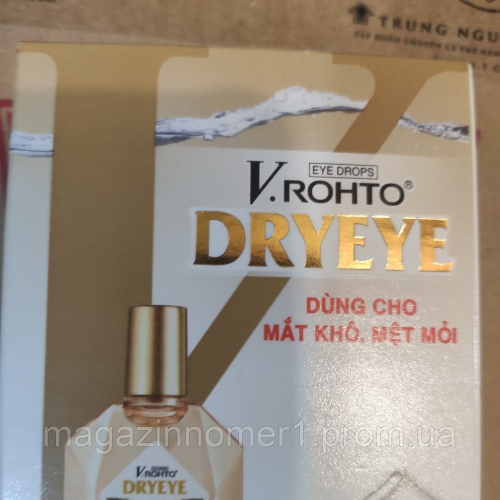 TRUNG NGU
EYE DROPS
V.ROHTO®
DRYEYE
DÙNG CHO
MẮT KHÔ, MỆT MỎI
magazinnomer1.prom.ua
V.ROHTO®
DRYEYE